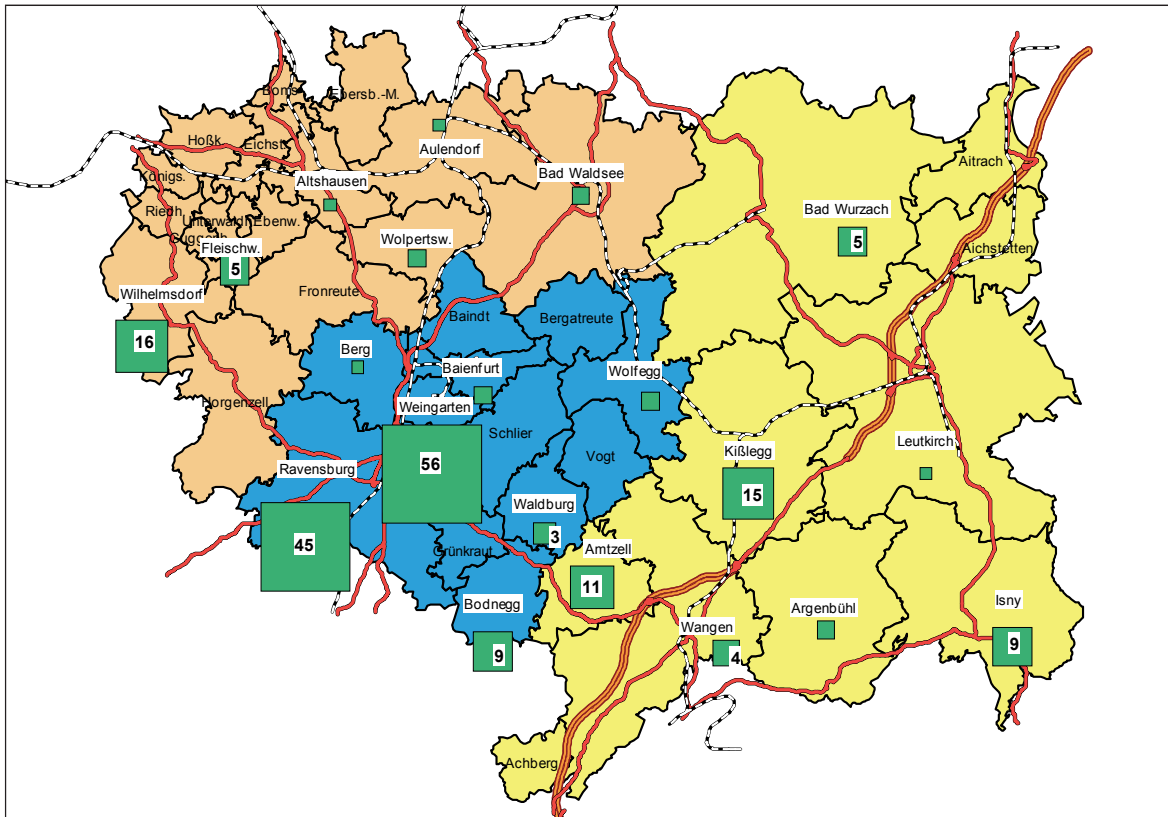 Boms
Ebersb.-M.
Hoßk.
Eichst.
Aulendorf
Aitrach
Königs.
Altshausen
Bad Waldsee
Riedh.
Unterwaldh.
Ebenw.
Bad Wurzach
Wolpertsw.
Fleischw.
5
5
Aichstetten
Wilhelmsdorf
Fronreute
Baindt
Bergatreute
16
Berg
Baienfurt
Wolfegg
Horgenzell
Weingarten
Schlier
Vogt
Kißlegg
Leutkirch
Ravensburg
56
15
Waldburg
3
45
Grünkraut
Amtzell
11
Bodnegg
Argenbühl
Isny
Wangen
9
4
9
Achberg